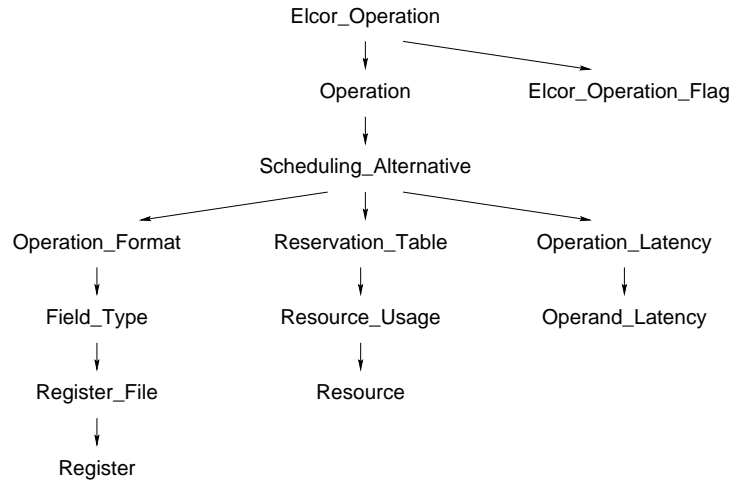 Elcor_Operation
Operation
Elcor_Operation_Flag
Scheduling_Alternative
Operation_Format
Reservation_Table
Operation_Latency
Field_Type
Resource_Usage
Operand_Latency
Register_File
Resource
Register